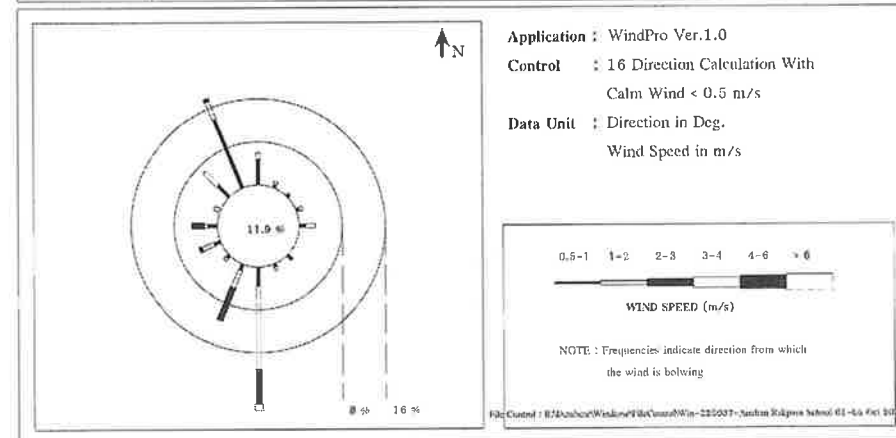 N
Application : WindPro Ver.1.0
Control : 16 Direction Calculation With
Calm Wind < 0.5 m/s
Data Unit : Direction in Deg.
Wind Speed in m/s
11.9 %
0.5-1 1-2 2-3 3-4 4-6 > 6
WIND SPEED (m/s)
NOTE : Frequencies indicate direction from which
the wind is bolwing
8 % 16 %
File Control :